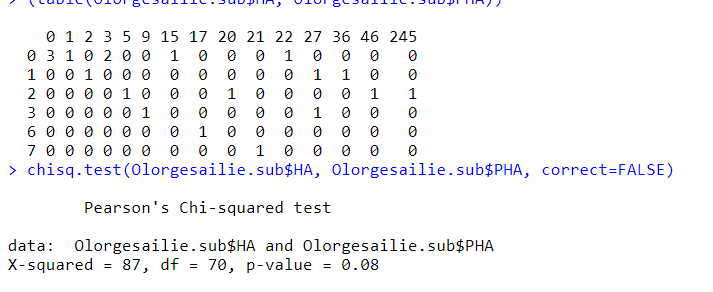 > (table(Olorgesailie.sub$HA, Olorgesailie.sub$PHA))
0 1 2 3 5 9 15 17 20 21 22 27 36 46 245
0 3 1 0 2 0 0 1 0 0 0 1 0 0 0 0
1 0 0 1 0 0 0 0 0 0 0 0 1 1 0 0
2 0 0 0 0 1 0 0 0 1 0 0 0 0 1 1
3 0 0 0 0 0 1 0 0 0 0 0 1 0 0 0
6 0 0 0 0 0 0 0 1 0 0 0 0 0 0 0
7 0 0 0 0 0 0 0 0 0 1 0 0 0 0 0
> chisq.test(Olorgesailie.sub$HA, Olorgesailie.sub$PHA, correct=FALSE)
Pearson's Chi-squared test
data: Olorgesailie.sub$HA and Olorgesailie.sub$PHA
X-squared = 87, df = 70, p-value = 0.08